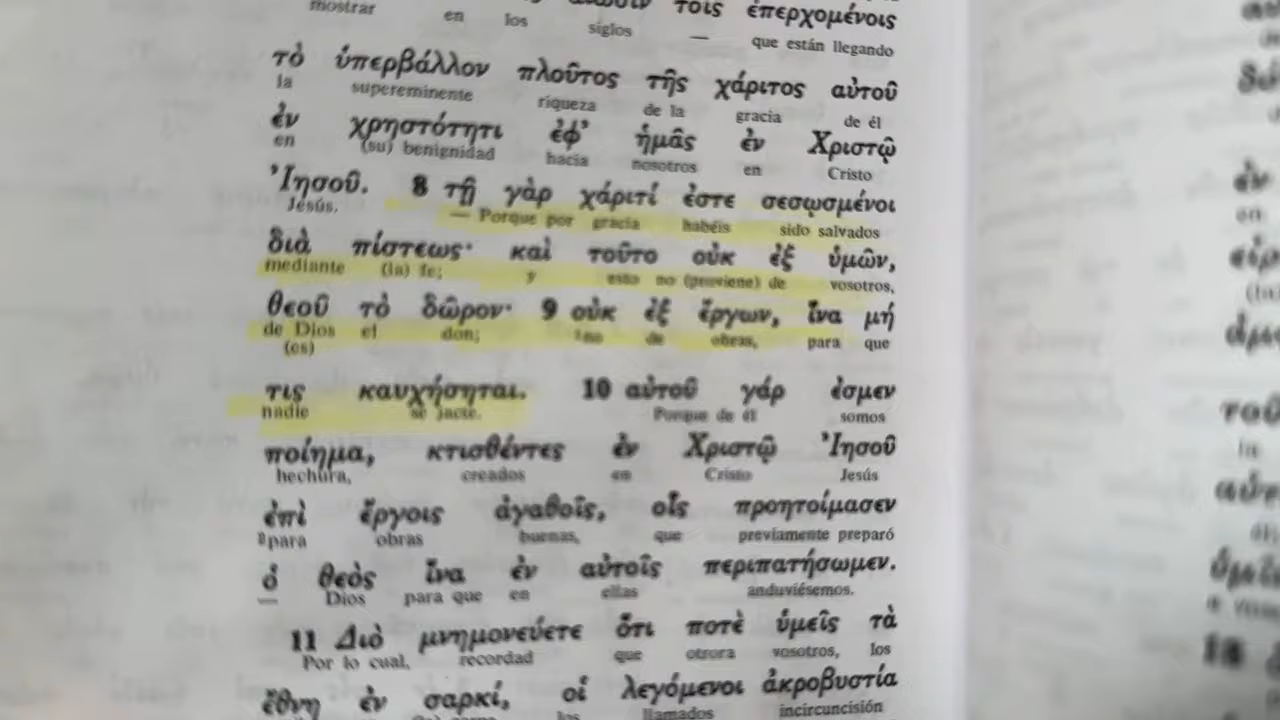 τοῖς ἐπερχομένοις
mostrar en los siglos — que están llegando
τὸ ὑπερβάλλον πλοῦτος τῆς χάριτος αὐτοῦ
la supereminente riqueza de la gracia de él
ἐν χρηστότητι ἐφ’ ἡμᾶς ἐν Χριστῷ
en (su) benignidad hacia nosotros en Cristo
’Ιησοῦ. 8 τῇ γὰρ χάριτί ἐστε σεσῳσμένοι
Jesús. — Porque por gracia habéis sido salvados
διὰ πίστεως· καὶ τοῦτο οὐκ ἐξ ὑμῶν,
mediante (la) fe; y esto no (proviene) de vosotros,
θεοῦ τὸ δῶρον· 9 οὐκ ἐξ ἔργων, ἵνα μή
de Dios el don; no de obras, para que
(es)
τις καυχήσηται. 10 αὐτοῦ γάρ ἐσμεν
nadie se jacte. Porque de él somos
ποίημα, κτισθέντες ἐν Χριστῷ ’Ιησοῦ
hechura, creados en Cristo Jesús
ἐπὶ ἔργοις ἀγαθοῖς, οἷς προητοίμασεν
para obras buenas, que previamente preparó
ὁ θεὸς ἵνα ἐν αὐτοῖς περιπατήσωμεν.
— Dios para que en ellas anduviésemos.
11 Διὸ μνημονεύετε ὅτι ποτὲ ὑμεῖς τὰ
Por lo cual, recordad que otrora vosotros, los
ἔθνη ἐν σαρκί, οἱ λεγόμενοι ἀκροβυστία
los llamados incircuncisión